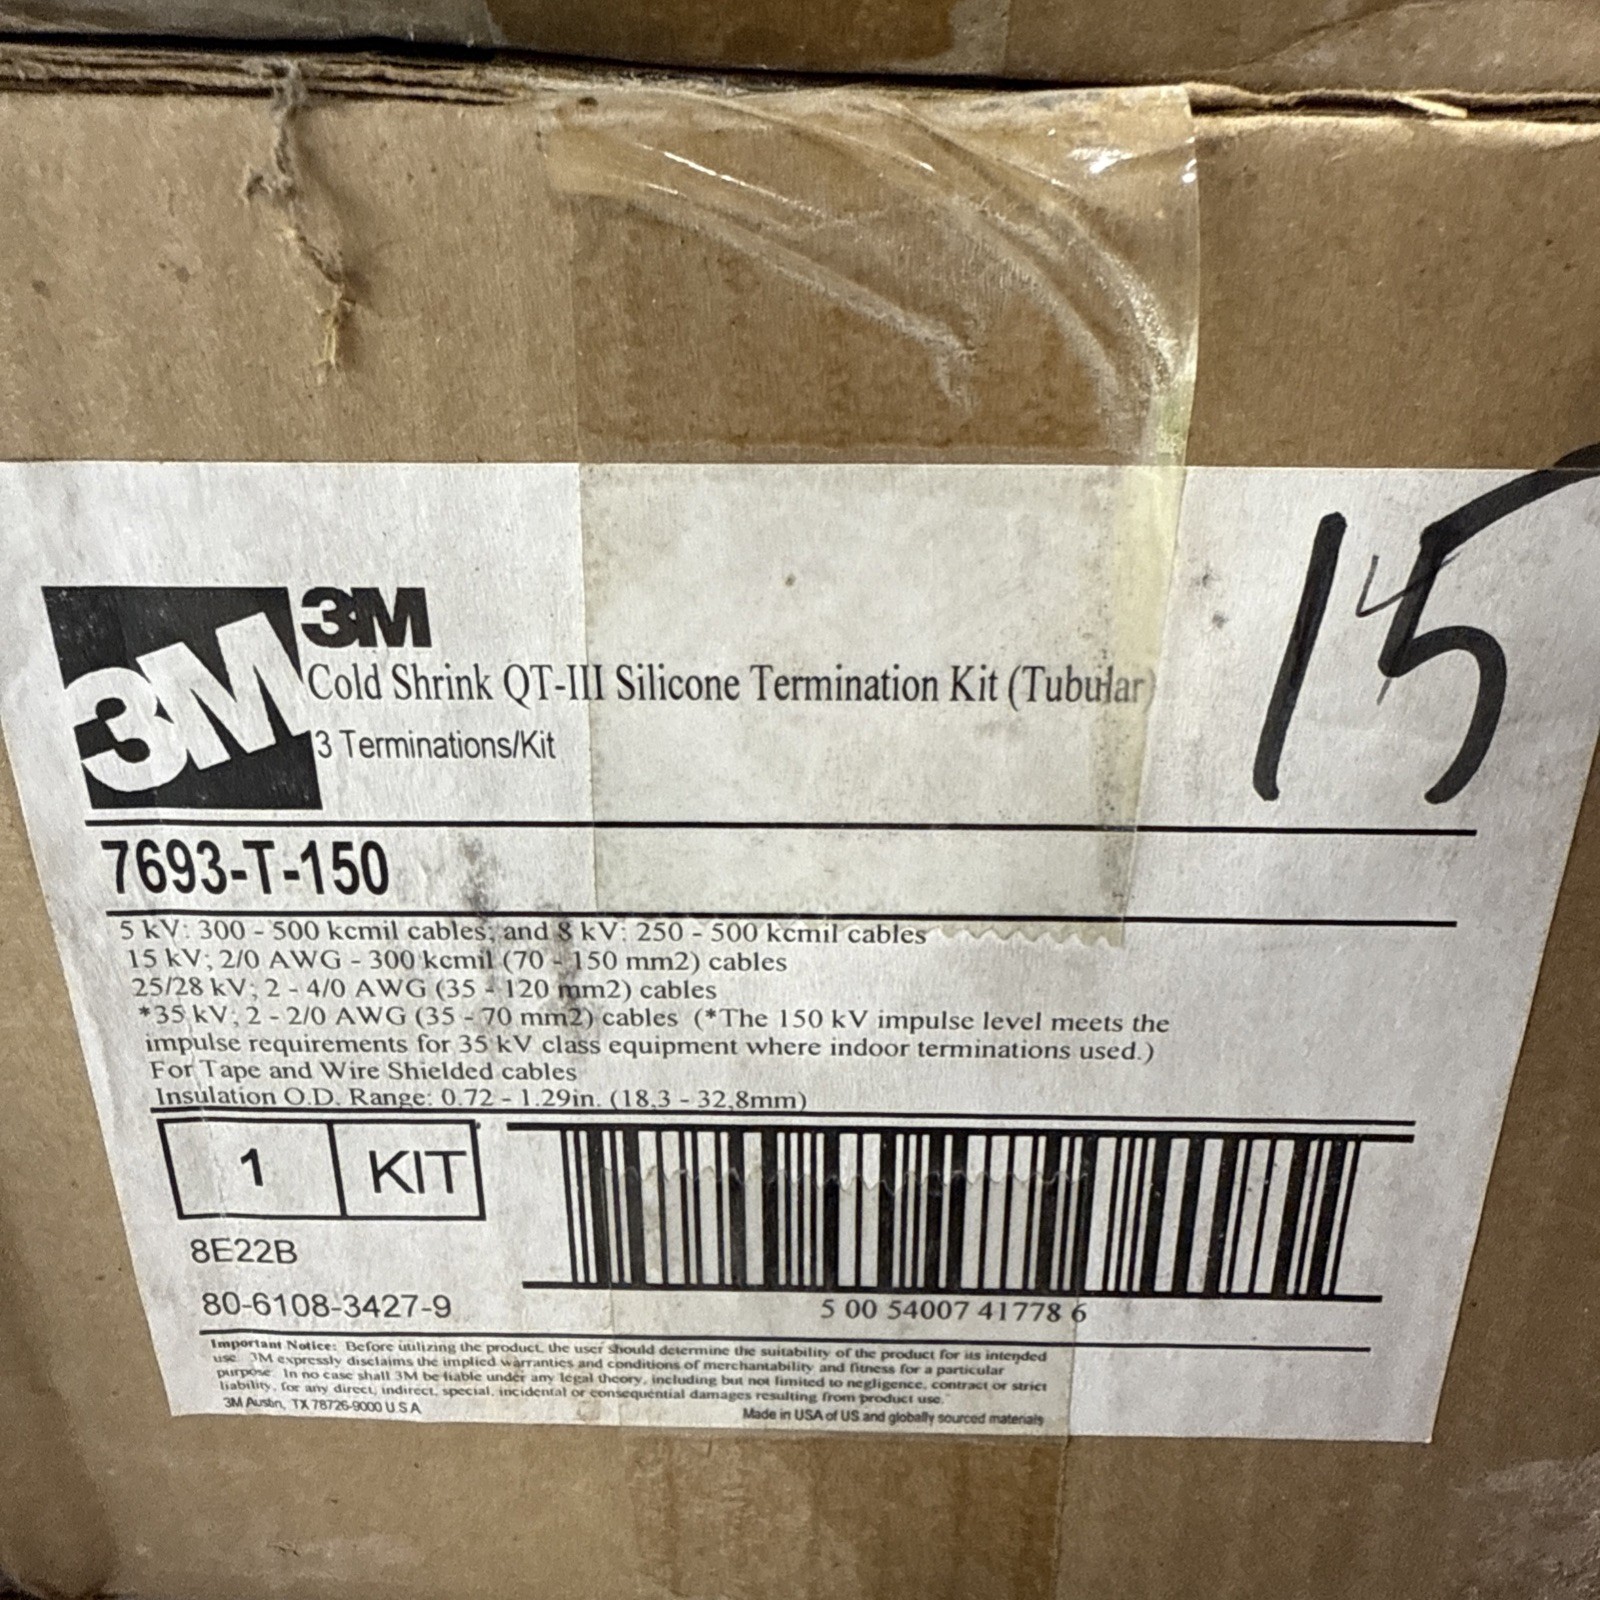 15
3M
3M
Cold Shrink QT-III Silicone Termination Kit (Tubular)
3 Terminations/Kit
7693-T-150
5 kV: 300 - 500 kcmil cables; and 8 kV: 250 - 500 kcmil cables
15 kV; 2/0 AWG - 300 kcmil (70 - 150 mm2) cables
25/28 kV; 2 - 4/0 AWG (35 - 120 mm2) cables
*35 kV; 2 - 2/0 AWG (35 - 70 mm2) cables (*The 150 kV impulse level meets the
impulse requirements for 35 kV class equipment where indoor terminations used.)
For Tape and Wire Shielded cables
Insulation O.D. Range: 0.72 - 1.29in. (18,3 - 32,8mm)
1 KIT
8E22B
80-6108-3427-9
5 00 54007 41778 6
Important Notice: Before utilizing the product, the user should determine the suitability of the product for its intended
use. 3M expressly disclaims the implied warranties and conditions of merchantability and fitness for a particular
purpose. In no case shall 3M be liable under any legal theory, including but not limited to negligence, contract or strict
liability, for any direct, indirect, special, incidental or consequential damages resulting from product use.
3M Austin, TX 78726-9000 U S A
Made in USA of US and globally sourced materials